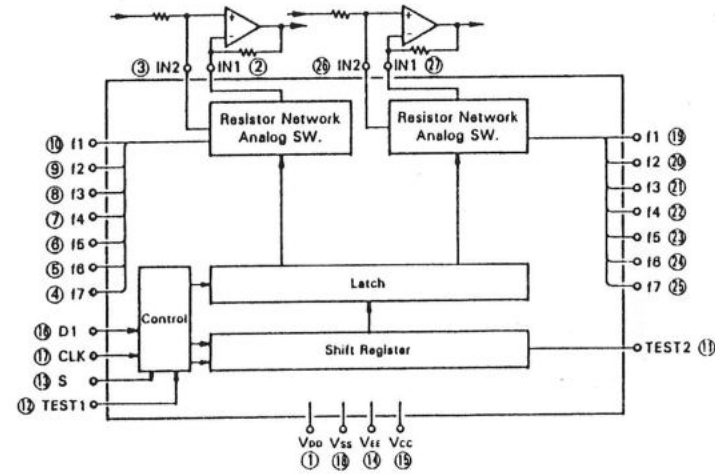 ③ IN2 IN1 ② ㉖ IN2 IN1 ㉗
Resistor Network
Analog SW.
Resistor Network
Analog SW.
⑩ f1
⑨ f2
⑧ f3
⑦ f4
⑥ f5
⑤ f6
④ f7
f1 ⑲
f2 ⑳
f3 ㉑
f4 ㉒
f5 ㉓
f6 ㉔
f7 ㉕
Control
Latch
Shift Register
⑯ D1
⑰ CLK
⑬ S
⑫ TEST1
TEST2 ⑪
VDD VSS VEE VCC
① ⑱ ⑭ ⑮